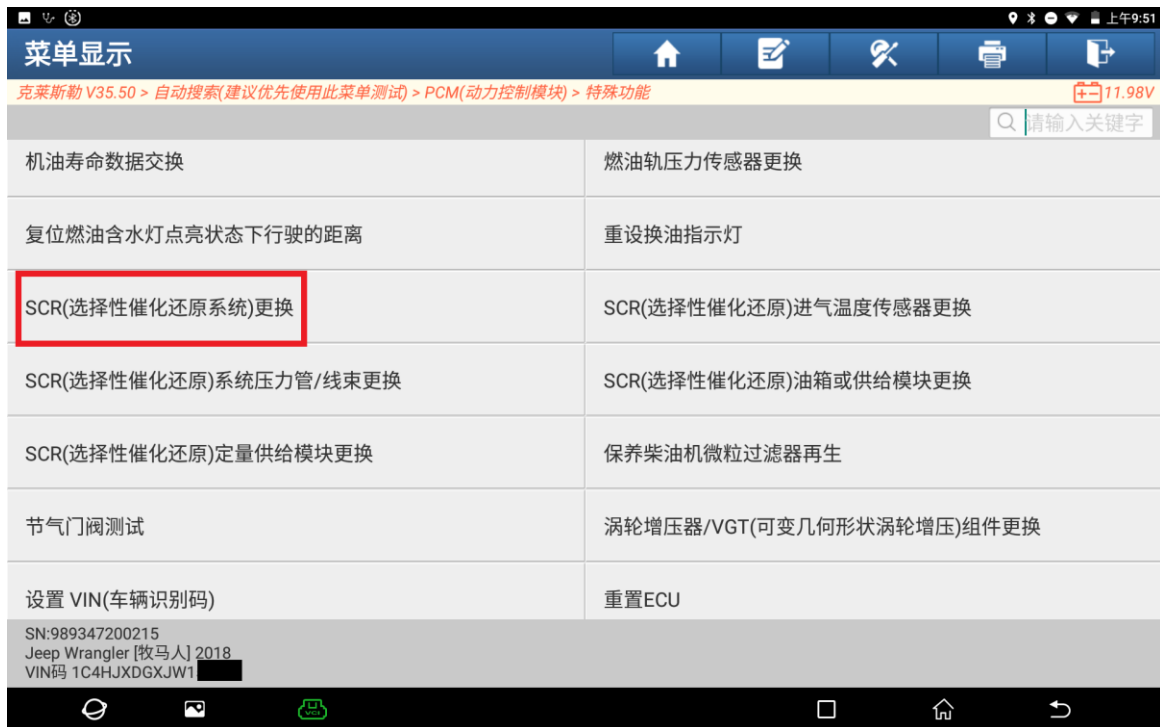 上午9:51
菜单显示
克莱斯勒 V35.50 > 自动搜索(建议优先使用此菜单测试) > PCM(动力控制模块) > 特殊功能
11.98V
请输入关键字
机油寿命数据交换
燃油轨压力传感器更换
复位燃油含水灯点亮状态下行驶的距离
重设换油指示灯
SCR(选择性催化还原系统)更换
SCR(选择性催化还原)进气温度传感器更换
SCR(选择性催化还原)系统压力管/线束更换
SCR(选择性催化还原)油箱或供给模块更换
SCR(选择性催化还原)定量供给模块更换
保养柴油机微粒过滤器再生
节气门阀测试
涡轮增压器/VGT(可变几何形状涡轮增压)组件更换
设置 VIN(车辆识别码)
重置ECU
SN:989347200215
Jeep Wrangler [牧马人] 2018
VIN码 1C4HJXDGXJW1
VCI